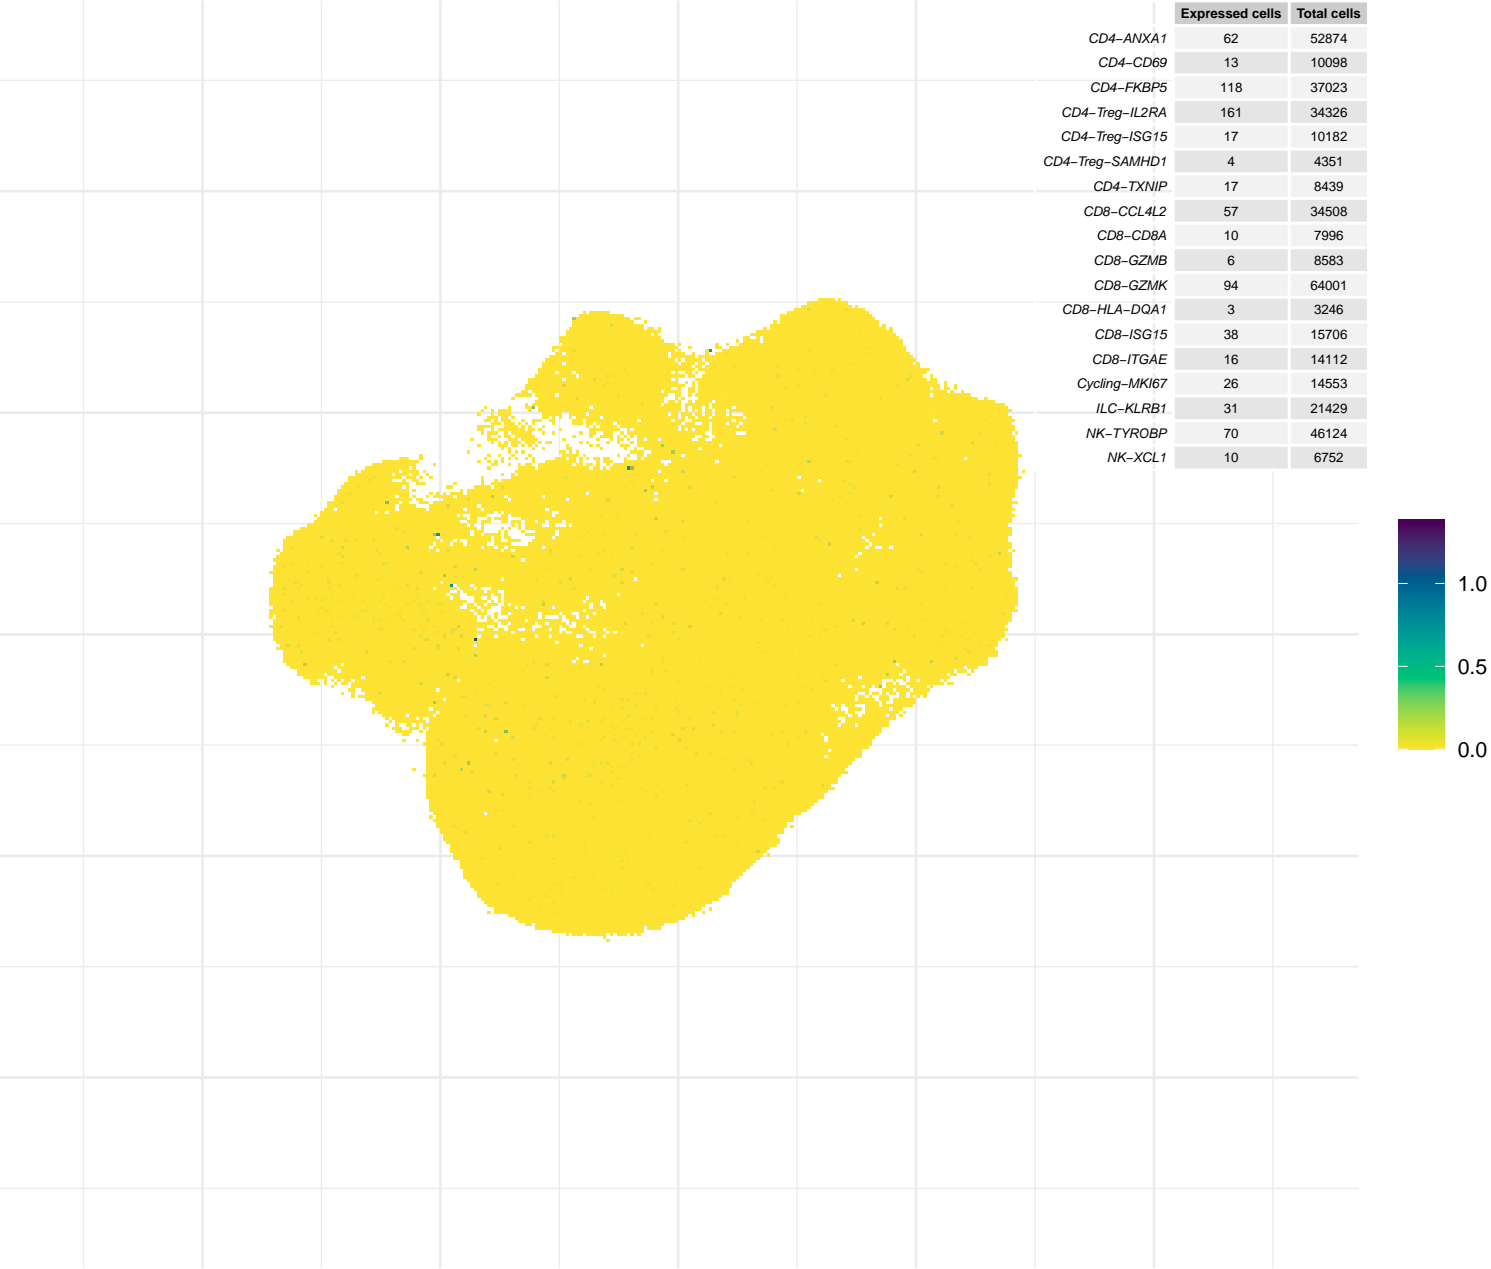 Expressed cells Total cells
CD4−ANXA1 62 52874
CD4−CD69 13 10098
CD4−FKBP5 118 37023
CD4−Treg−IL2RA 161 34326
CD4−Treg−ISG15 17 10182
CD4−Treg−SAMHD1 4 4351
CD4−TXNIP 17 8439
CD8−CCL4L2 57 34508
CD8−CD8A 10 7996
CD8−GZMB 6 8583
CD8−GZMK 94 64001
CD8−HLA−DQA1 3 3246
CD8−ISG15 38 15706
CD8−ITGAE 16 14112
Cycling−MKI67 26 14553
ILC−KLRB1 31 21429
NK−TYROBP 70 46124
NK−XCL1 10 6752
1.0
0.5
0.0